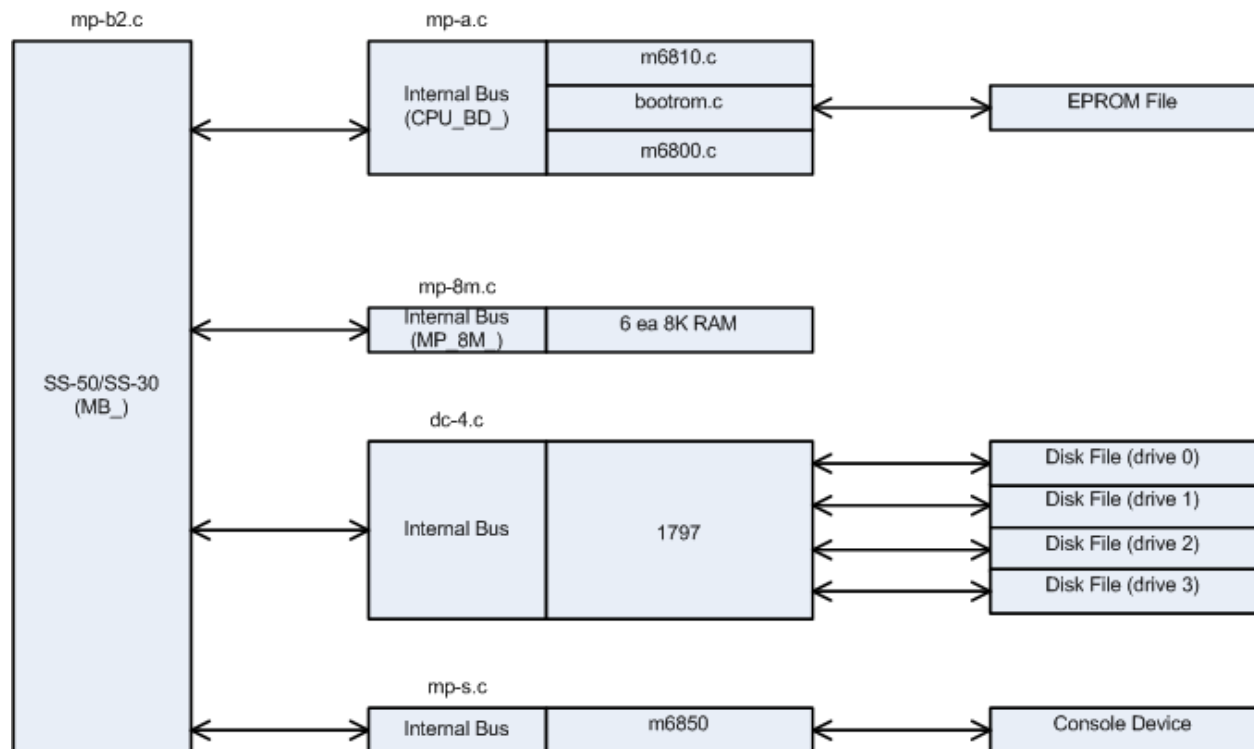 mp-b2.c
mp-a.c
m6810.c
Internal Bus
(CPU_BD_)
bootrom.c
EPROM File
m6800.c
mp-8m.c
Internal Bus
(MP_8M_)
6 ea 8K RAM
SS-50/SS-30
(MB_)
dc-4.c
Internal Bus
1797
Disk File (drive 0)
Disk File (drive 1)
Disk File (drive 2)
Disk File (drive 3)
mp-s.c
Internal Bus
m6850
Console Device